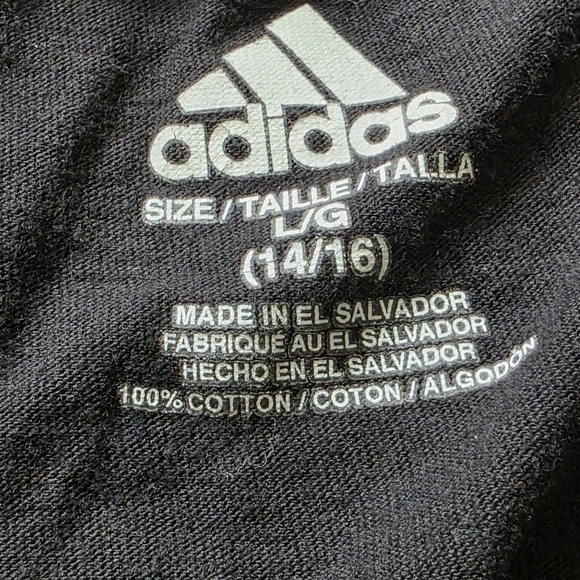 adidas
SIZE/TAILLE/TALLA
L/G
(14/16)
MADE IN EL SALVADOR
FABRIQUE AU EL SALVADOR
HECHO EN EL SALVADOR
100% COTTON/COTON/ALGODÓN